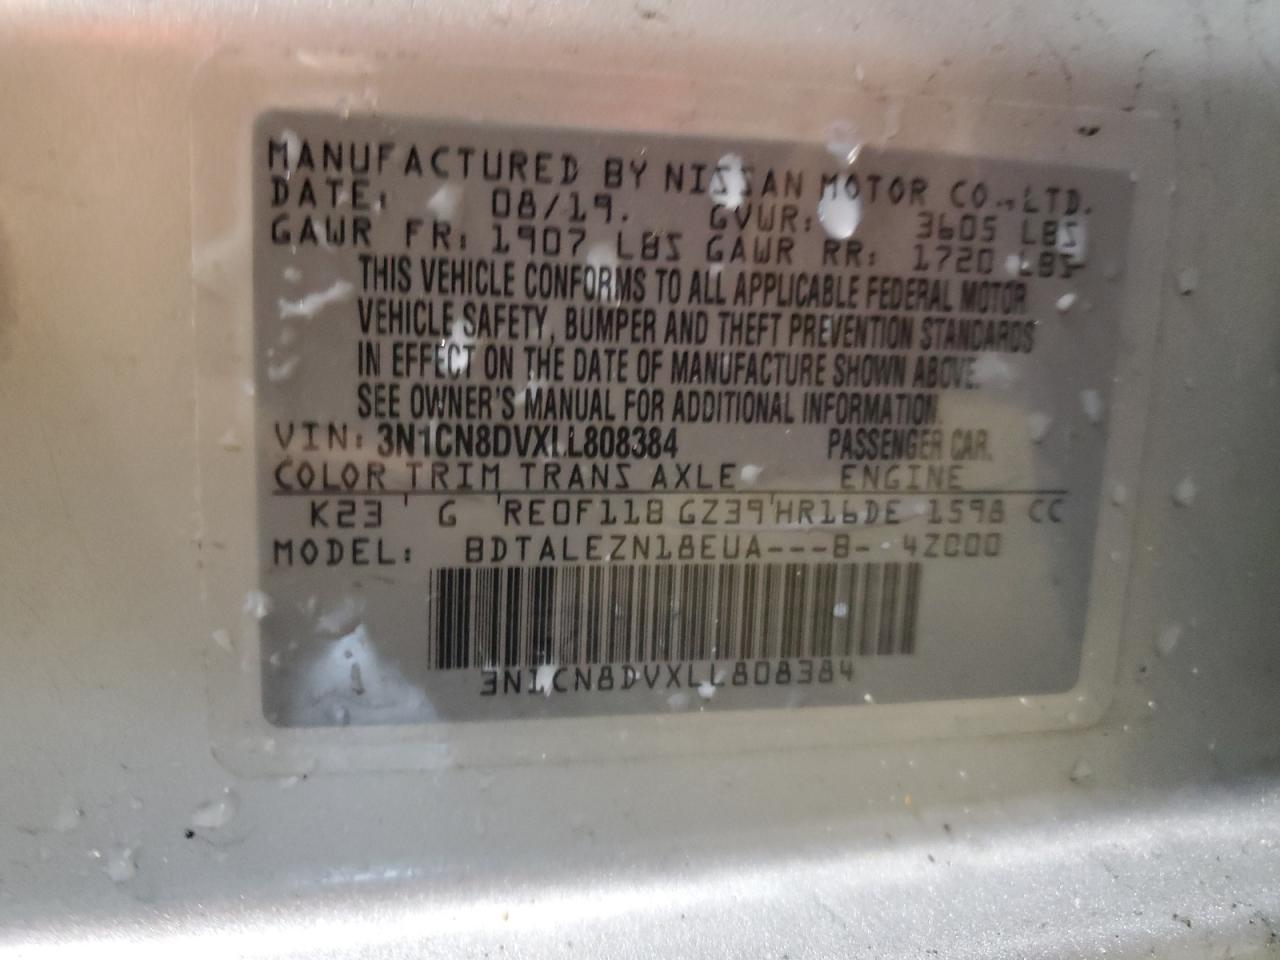 MANUFACTURED BY NISSAN MOTOR CO.,LTD.
DATE: 08/19. GVWR: 3605 LBS
GAWR FR: 1907 LBS GAWR RR: 1720 LBS
THIS VEHICLE CONFORMS TO ALL APPLICABLE FEDERAL MOTOR
VEHICLE SAFETY, BUMPER AND THEFT PREVENTION STANDARDS
IN EFFECT ON THE DATE OF MANUFACTURE SHOWN ABOVE.
SEE OWNER'S MANUAL FOR ADDITIONAL INFORMATION.
VIN: 3N1CN8DVXLL808384 PASSENGER CAR.
COLOR TRIM TRANS AXLE ENGINE
K23 G RE0F11B GZ39 HR16DE 1598 CC
MODEL: BDTALEZN18EUA---B- 4Z000
3N1CN8DVXLL808384